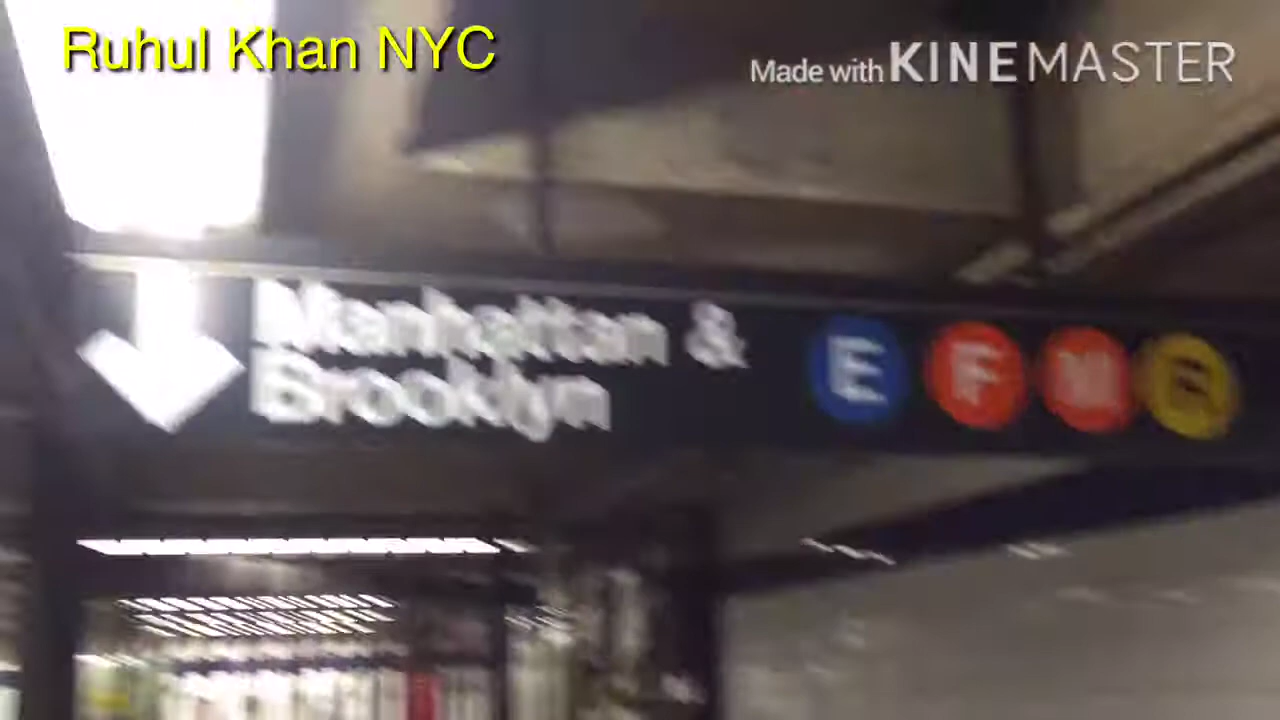 Ruhul Khan NYC
Made with KINEMASTER
Manhattan &
Brooklyn
E F M R